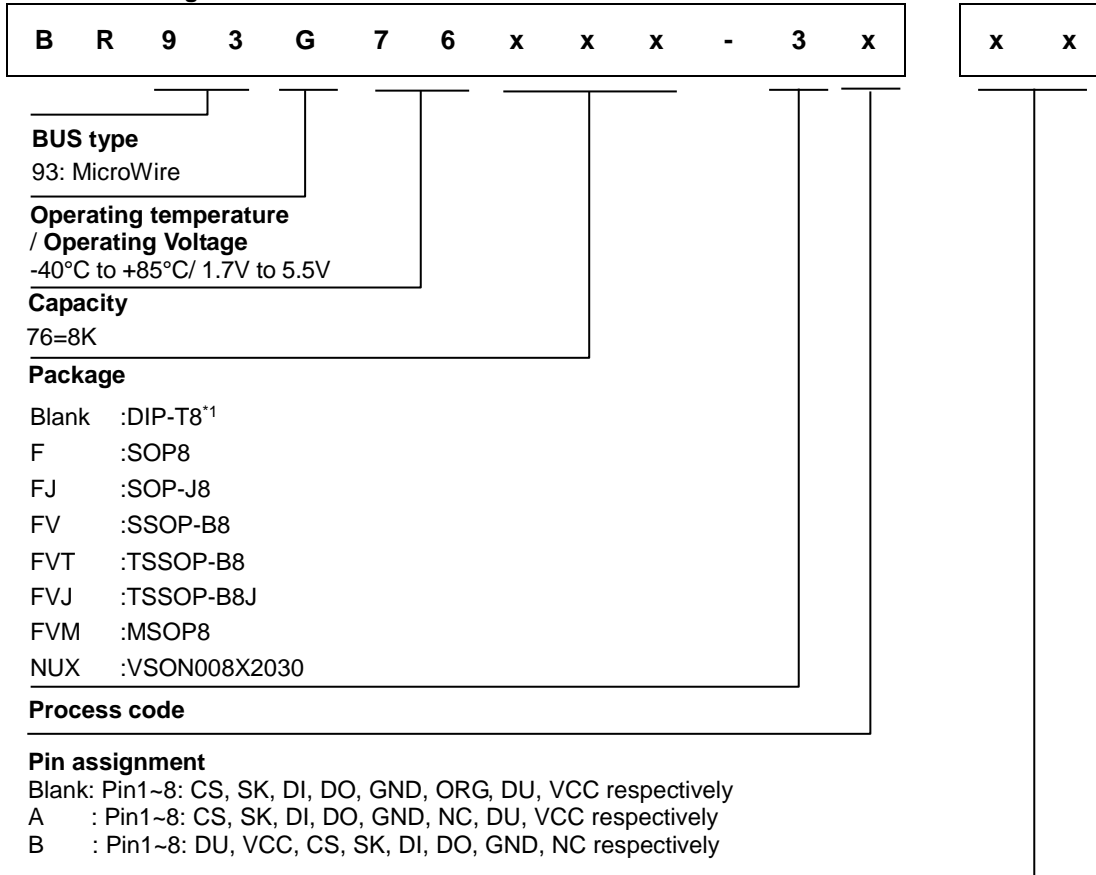 B R 9 3 G 7 6 x x x - 3 x x x
BUS type
93: MicroWire
Operating temperature
/ Operating Voltage
-40°C to +85°C/ 1.7V to 5.5V
Capacity
76=8K
Package
Blank :DIP-T8*1
F :SOP8
FJ :SOP-J8
FV :SSOP-B8
FVT :TSSOP-B8
FVJ :TSSOP-B8J
FVM :MSOP8
NUX :VSON008X2030
Process code
Pin assignment
Blank: Pin1~8: CS, SK, DI, DO, GND, ORG, DU, VCC respectively
A : Pin1~8: CS, SK, DI, DO, GND, NC, DU, VCC respectively
B : Pin1~8: DU, VCC, CS, SK, DI, DO, GND, NC respectively